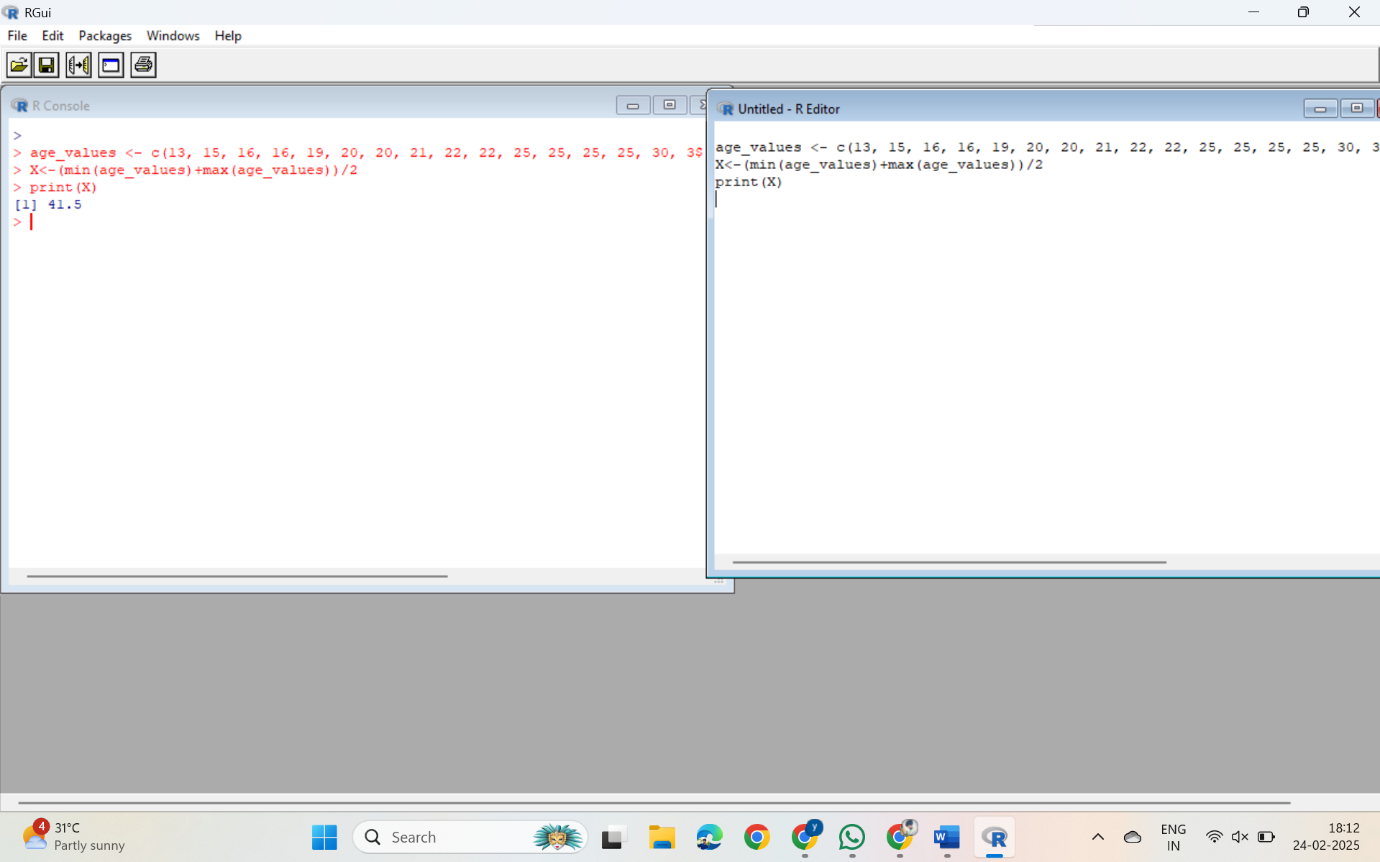 RGui
File Edit Packages Windows Help
R Console
>
> age_values <- c(13, 15, 16, 16, 19, 20, 20, 21, 22, 22, 25, 25, 25, 25, 30, 3$
> X<-(min(age_values)+max(age_values))/2
> print(X)
[1] 41.5
>
Untitled - R Editor
age_values <- c(13, 15, 16, 16, 19, 20, 20, 21, 22, 22, 25, 25, 25, 25, 30, 3
X<-(min(age_values)+max(age_values))/2
print(X)
4
31°C
Partly sunny
Search
y
ENG
IN
18:12
24-02-2025